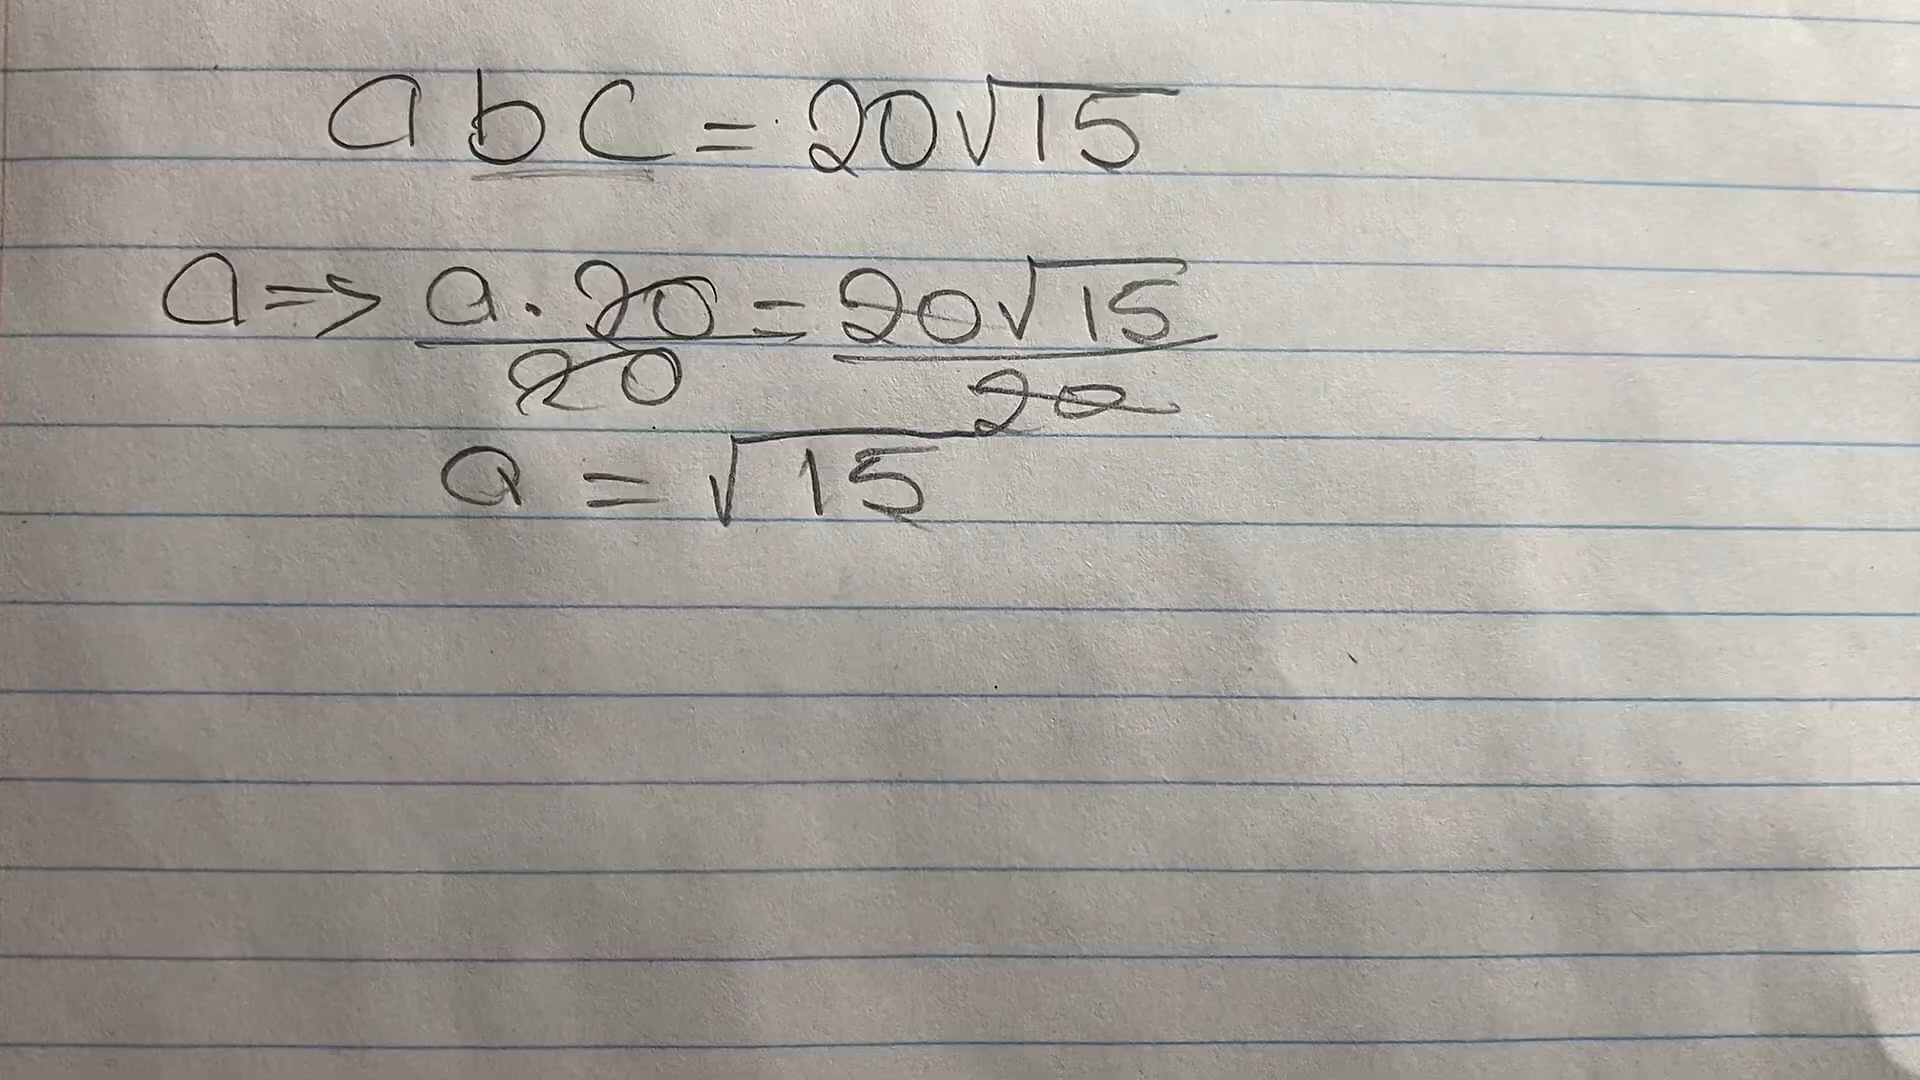 abc = 20√15
a => a · 20 = 20√15
20 20
a = √15